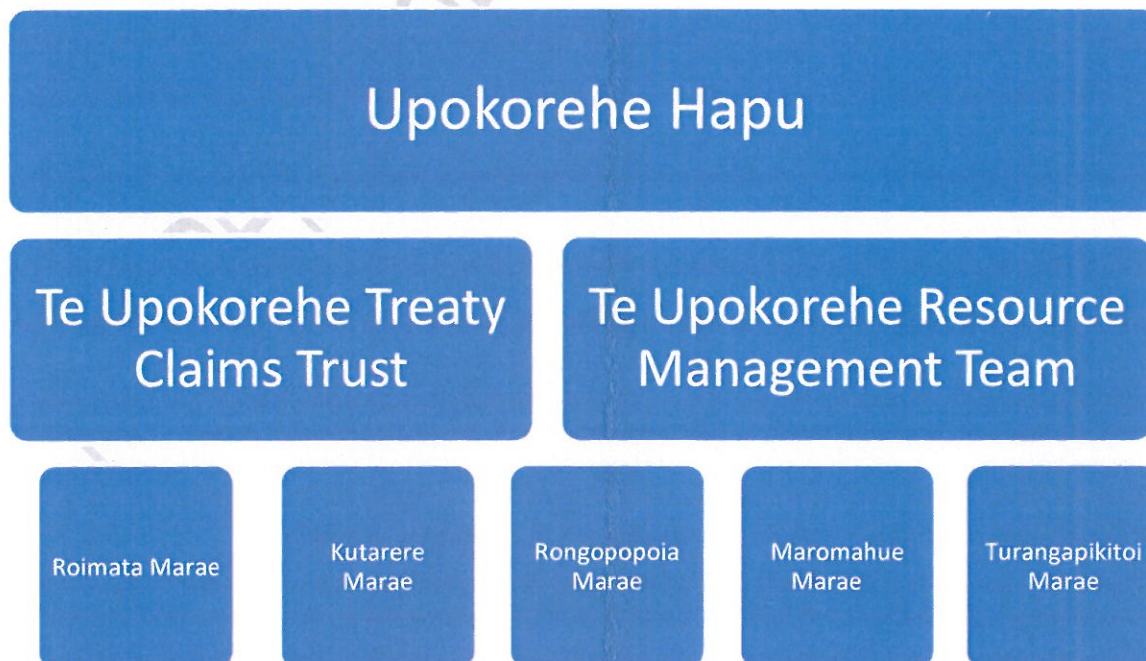 Upokorehe Hapu
Te Upokorehe Treaty
Claims Trust
Te Upokorehe Resource
Management Team
Roimata Marae
Kutarere
Marae
Rongopopoia
Marae
Maromahue
Marae
Turangapikitoi
Marae